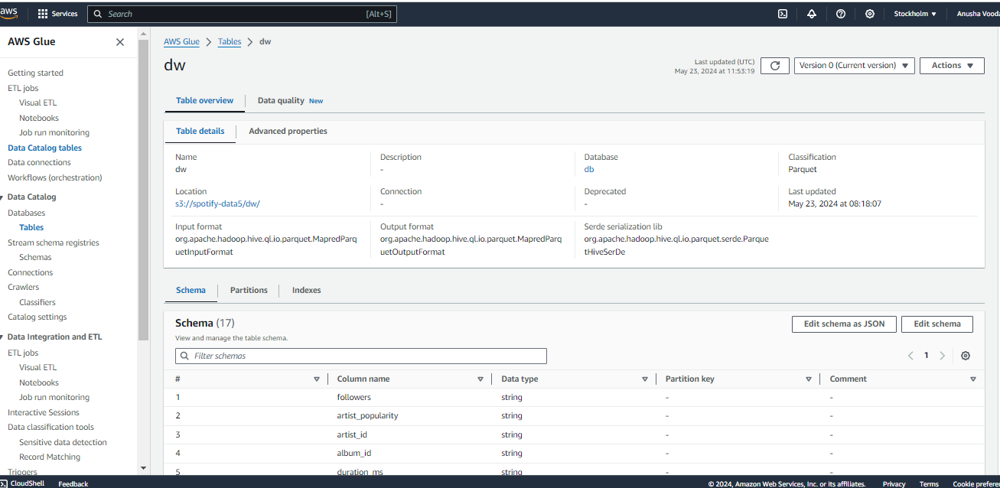 aws Services Search [Alt+S] Stockholm ▼
AWS Glue
Getting started
ETL jobs
Visual ETL
Notebooks
Job run monitoring
Data Catalog tables
Data connections
Workflows (orchestration)
Data Catalog
Databases
Tables
Stream schema registries
Schemas
Connections
Crawlers
Classifiers
Catalog settings
Data Integration and ETL
ETL jobs
Visual ETL
Notebooks
Job run monitoring
Interactive Sessions
Data classification tools
Sensitive data detection
Record Matching
Triggers
AWS Glue > Tables > dw
dw
Last updated (UTC)
May 23, 2024 at 11:53:19
Version 0 (Current version) ▼ Actions ▼
Table overview Data quality New
Table details Advanced properties
Name Description Database Classification
dw - db Parquet
Location Connection Deprecated Last updated
s3://spotify-data5/dw/ - - May 23, 2024 at 08:18:07
Input format
org.apache.hadoop.hive.ql.io.parquet.MapredParq
uetInputFormat
Output format
org.apache.hadoop.hive.ql.io.parquet.MapredParq
uetOutputFormat
Serde serialization lib
org.apache.hadoop.hive.ql.io.parquet.serde.Parque
tHiveSerDe
Schema Partitions Indexes
Schema (17)
View and manage the table schema.
Edit schema as JSON Edit schema
Filter schemas
< 1 >
# Column name Data type Partition key Comment
1 followers string - -
2 artist_popularity string - -
3 artist_id string - -
4 album_id string - -
5 duration_ms string
CloudShell Feedback © 2024, Amazon Web Services, Inc. or its affiliates. Privacy Terms Cookie